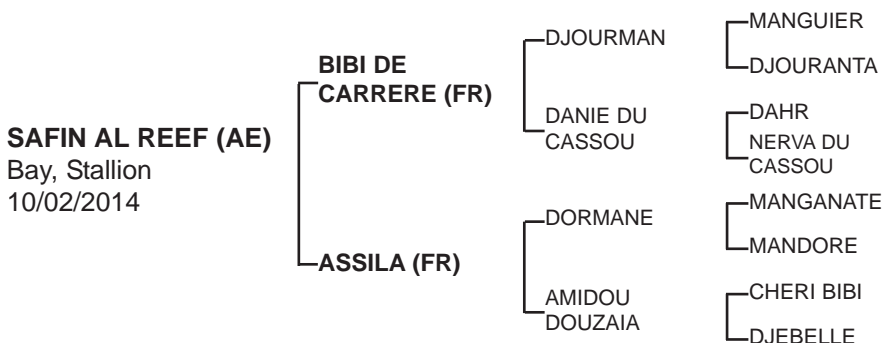 SAFIN AL REEF (AE)
Bay, Stallion
10/02/2014
BIBI DE
CARRERE (FR)
ASSILA (FR)
DJOURMAN
DANIE DU
CASSOU
DORMANE
AMIDOU
DOUZAIA
MANGUIER
DJOURANTA
DAHR
NERVA DU
CASSOU
MANGANATE
MANDORE
CHERI BIBI
DJEBELLE